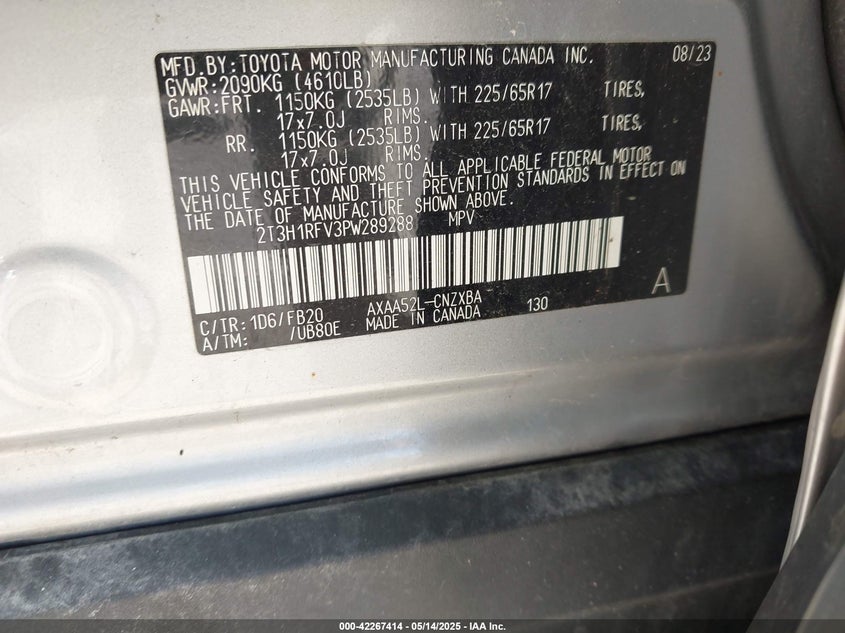 MFD.BY:TOYOTA MOTOR MANUFACTURING CANADA INC. 08/23
GVWR:2090KG (4610LB)
GAWR:FRT. 1150KG (2535LB) WITH 225/65R17 TIRES,
17x7.0J RIMS.
RR. 1150KG (2535LB) WITH 225/65R17 TIRES,
17x7.0J RIMS.
THIS VEHICLE CONFORMS TO ALL APPLICABLE FEDERAL MOTOR
VEHICLE SAFETY AND THEFT PREVENTION STANDARDS IN EFFECT ON
THE DATE OF MANUFACTURE SHOWN ABOVE.
2T3H1RFV3PW289288 MPV
A
C/TR:1D6/FB20 AXAA52L-CNZXBA 130
A/TM: /UB80E MADE IN CANADA
000-42267414 - 05/14/2025 - IAA Inc.